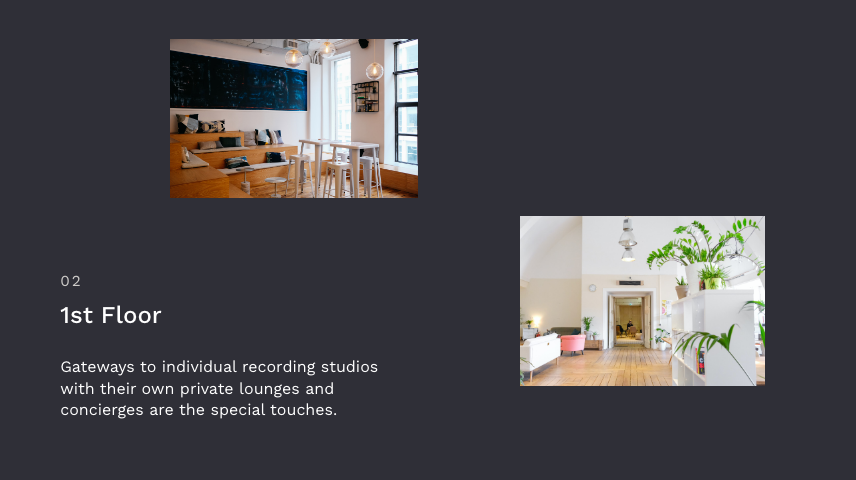 02
1st Floor
Gateways to individual recording studios
with their own private lounges and
concierges are the special touches.